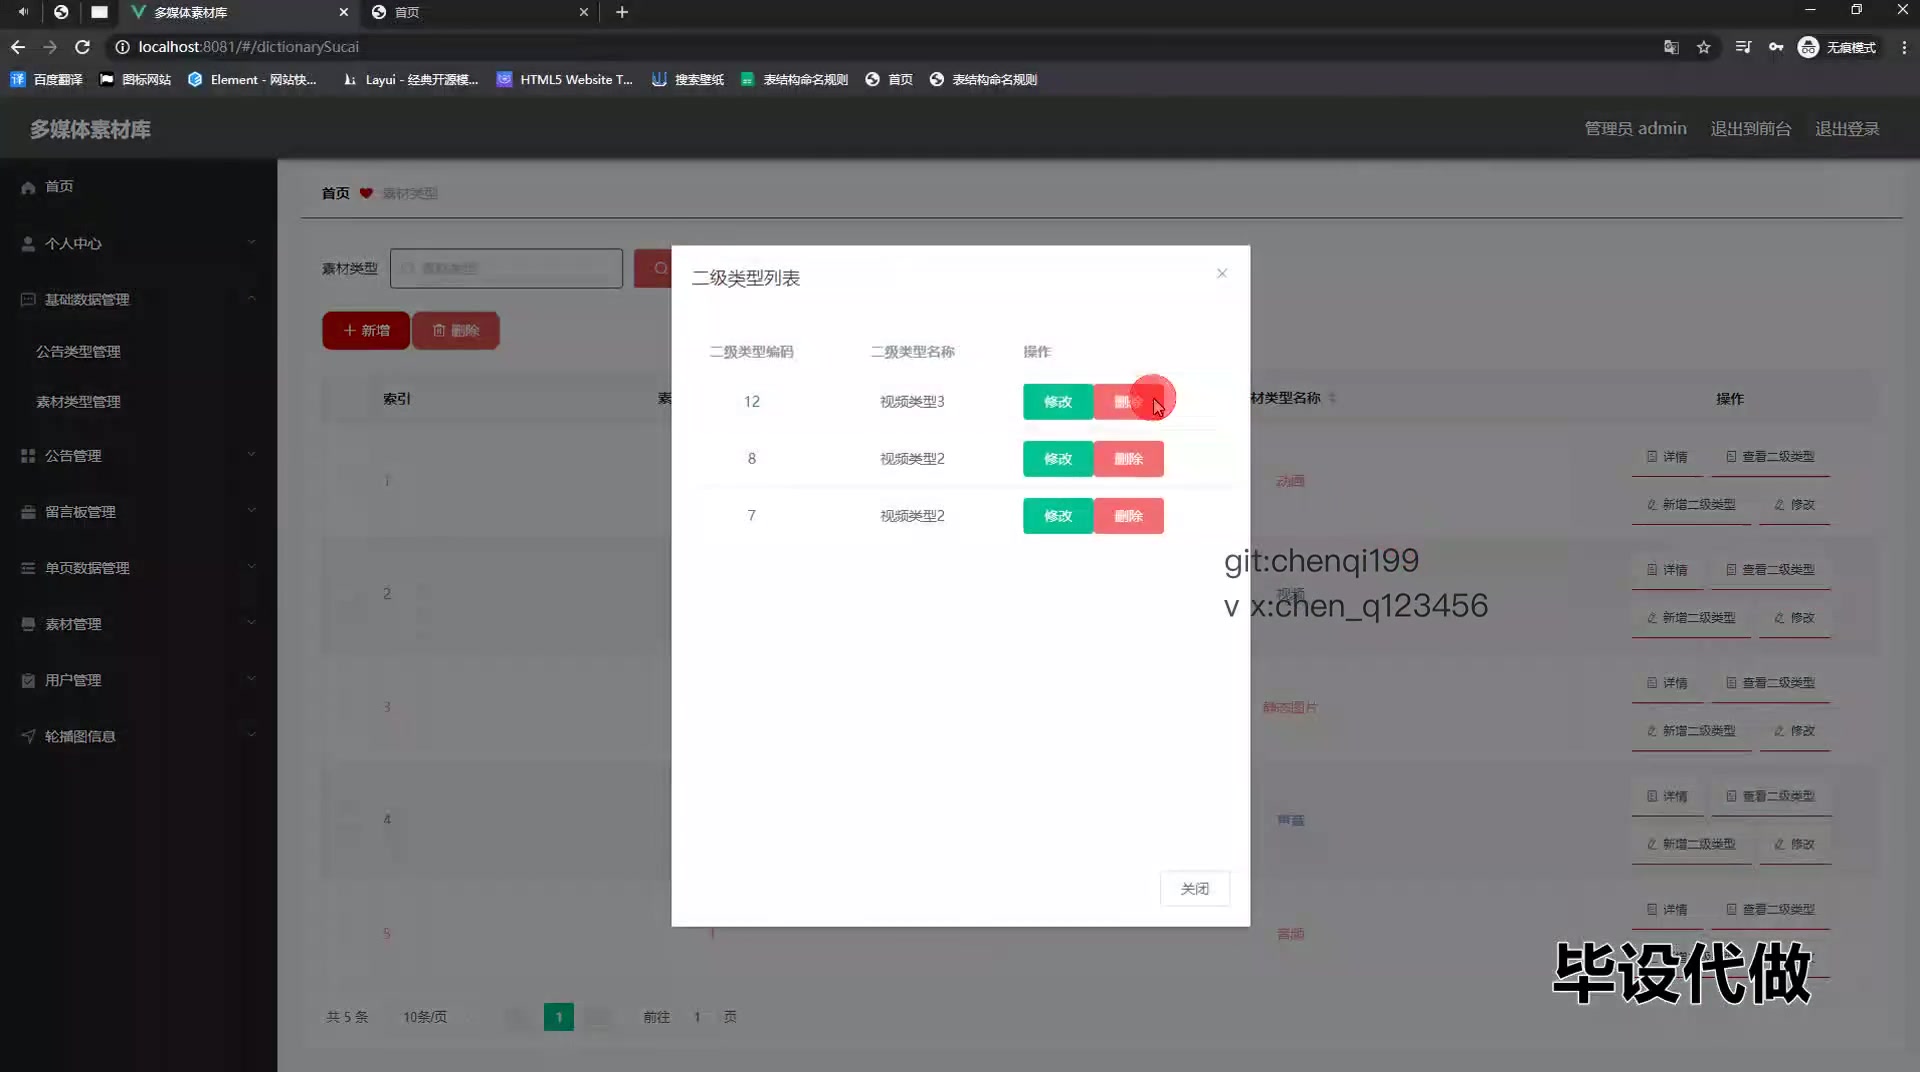 多媒体素材库
首页
localhost:8081/#/dictionarySucai
无痕模式
百度翻译
图标网站
Element - 网站快...
Layui - 经典开源模...
HTML5 Website T...
搜索壁纸
表结构命名规则
首页
表结构命名规则
多媒体素材库
管理员 admin
退出到前台
退出登录
首页
个人中心
基础数据管理
公告类型管理
素材类型管理
公告管理
留言板管理
单页数据管理
素材管理
用户管理
轮播图信息
首页 素材类型
素材类型 素材类型
新增
删除
索引
素
材类型名称
操作
1
动画
详情
查看二级类型
新增二级类型
修改
2
视频
详情
查看二级类型
新增二级类型
修改
3
静态图片
详情
查看二级类型
新增二级类型
修改
4
声音
详情
查看二级类型
新增二级类型
修改
5
1
音频
详情
查看二级类型
共 5 条
10条/页
1
前往 1 页
二级类型列表
二级类型编码
二级类型名称
操作
12
视频类型3
修改
删除
8
视频类型2
修改
删除
7
视频类型2
修改
删除
关闭
git:chenqi199
v x:chen_q123456
毕设代做